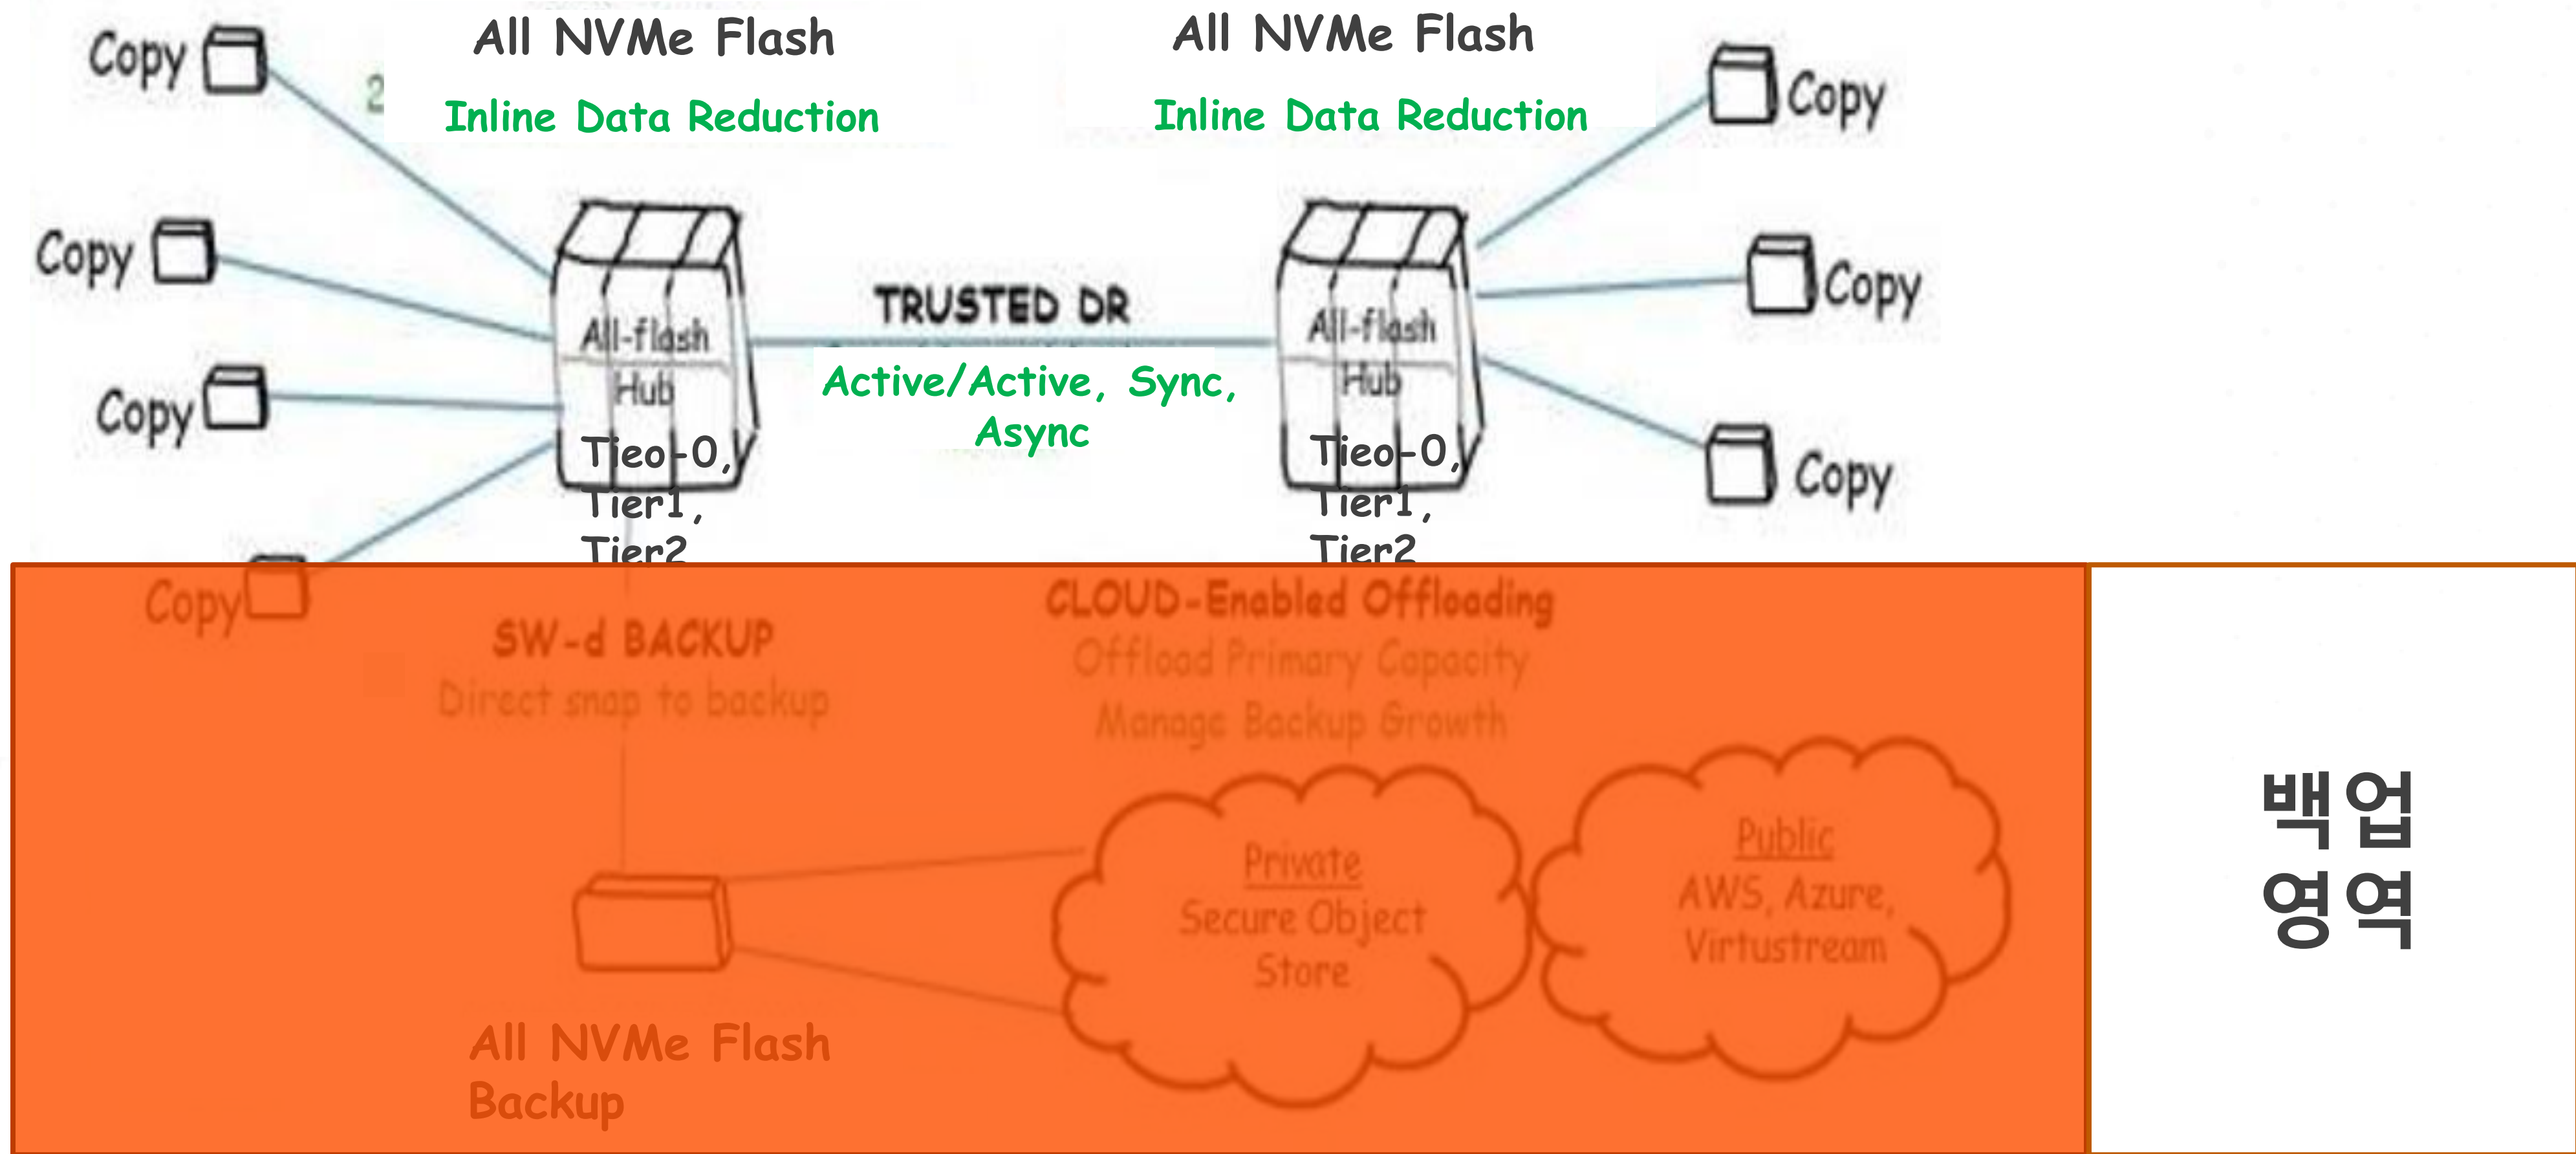 All NVMe Flash
Inline Data Reduction
All NVMe Flash
Inline Data Reduction
Copy
2
Copy
Copy
Copy
All-flash
Hub
Tieo-0,
Tier1,
Tier2
TRUSTED DR
Active/Active, Sync,
Async
All-flash
Hub
Tieo-0,
Tier1,
Tier2
Copy
Copy
Copy
SW-d BACKUP
Direct snap to backup
CLOUD-Enabled Offloading
Offload Primary Capacity
Manage Backup Growth
Private
Secure Object
Store
Public
AWS, Azure,
Virtustream
All NVMe Flash
Backup
백업
영역